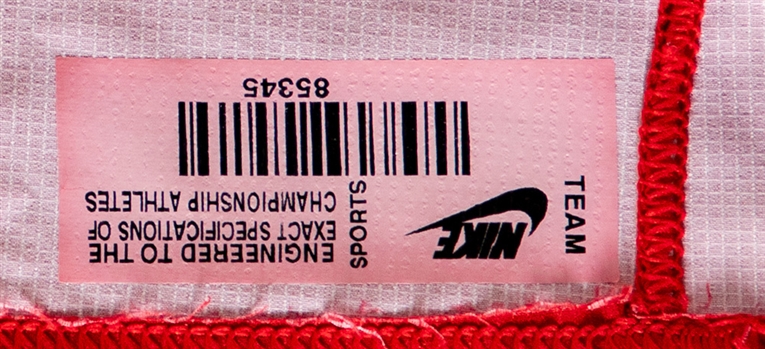 TEAM
NIKE
SPORTS
ENGINEERED TO THE
EXACT SPECIFICATIONS OF
CHAMPIONSHIP ATHLETES
85345